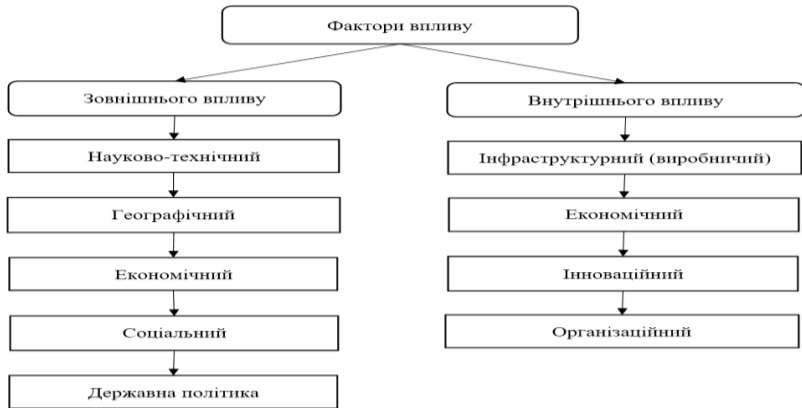 Фактори впливу
Зовнішнього впливу
Науково-технічний
Географічний
Економічний
Соціальний
Державна політика
Внутрішнього впливу
Інфраструктурний (виробничий)
Економічний
Інноваційний
Організаційний